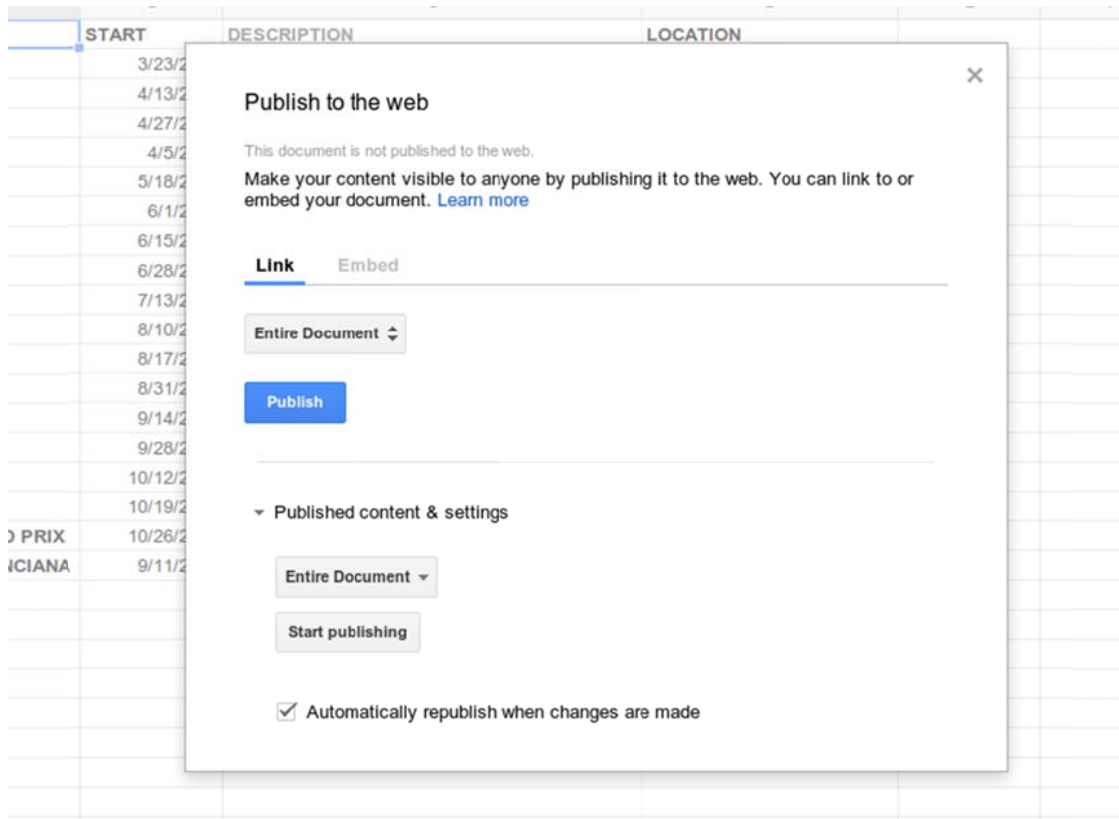 START DESCRIPTION LOCATION
3/23/2
4/13/2
4/27/2
4/5/2
5/18/2
6/1/2
6/15/2
6/28/2
7/13/2
8/10/2
8/17/2
8/31/2
9/14/2
9/28/2
10/12/2
10/19/2
PRIX 10/26/2
NCIANA 9/11/2
Publish to the web
This document is not published to the web.
Make your content visible to anyone by publishing it to the web. You can link to or
embed your document. Learn more
Link Embed
Entire Document
Publish
Published content & settings
Entire Document
Start publishing
Automatically republish when changes are made